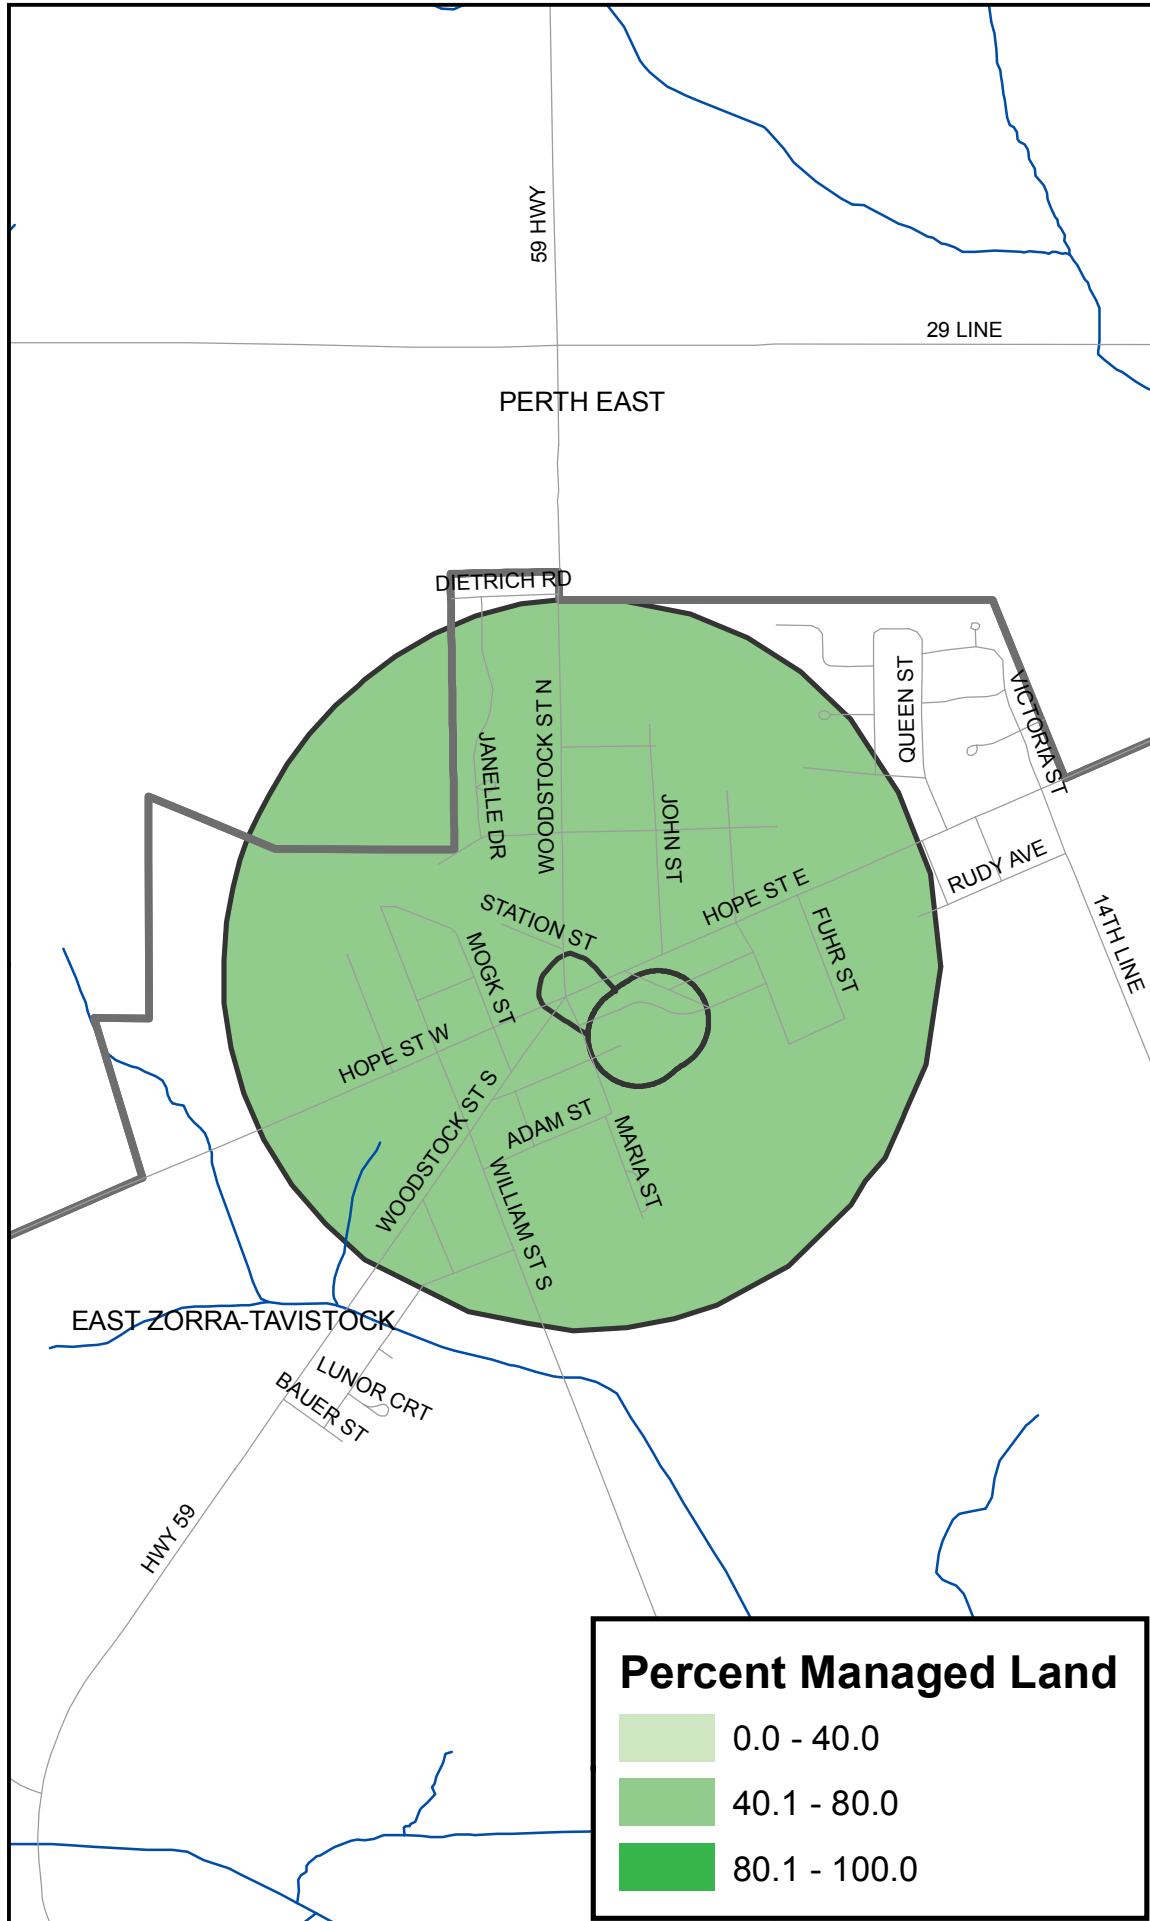 59 HWY
29 LINE
PERTH EAST
DIETRICH RD
QUEEN ST
VICTORIA ST
WOODSTOCK ST N
JANELLE DR
JOHN ST
RUDY AVE
HOPE ST E
STATION ST
FUHR ST
14TH LINE
MOGK ST
HOPE ST W
WOODSTOCK ST S
ADAM ST
MARIA ST
WILLIAM ST S
EAST ZORRA-TAVISTOCK
LUNOR CRT
BAUER ST
HWY 59
Percent Managed Land
0.0 - 40.0
40.1 - 80.0
80.1 - 100.0